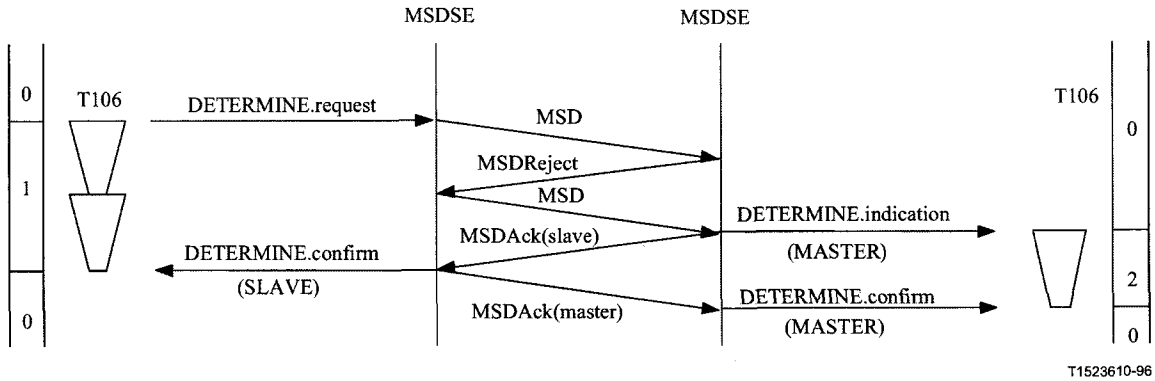 MSDSE MSDSE
0 T106 T106
DETERMINE.request MSD 0
MSDReject
1 MSD DETERMINE.indication
MSDAck(slave)
DETERMINE.confirm (MASTER)
(SLAVE) 2
MSDAck(master) DETERMINE.confirm
0 (MASTER) 0
T1523610-96